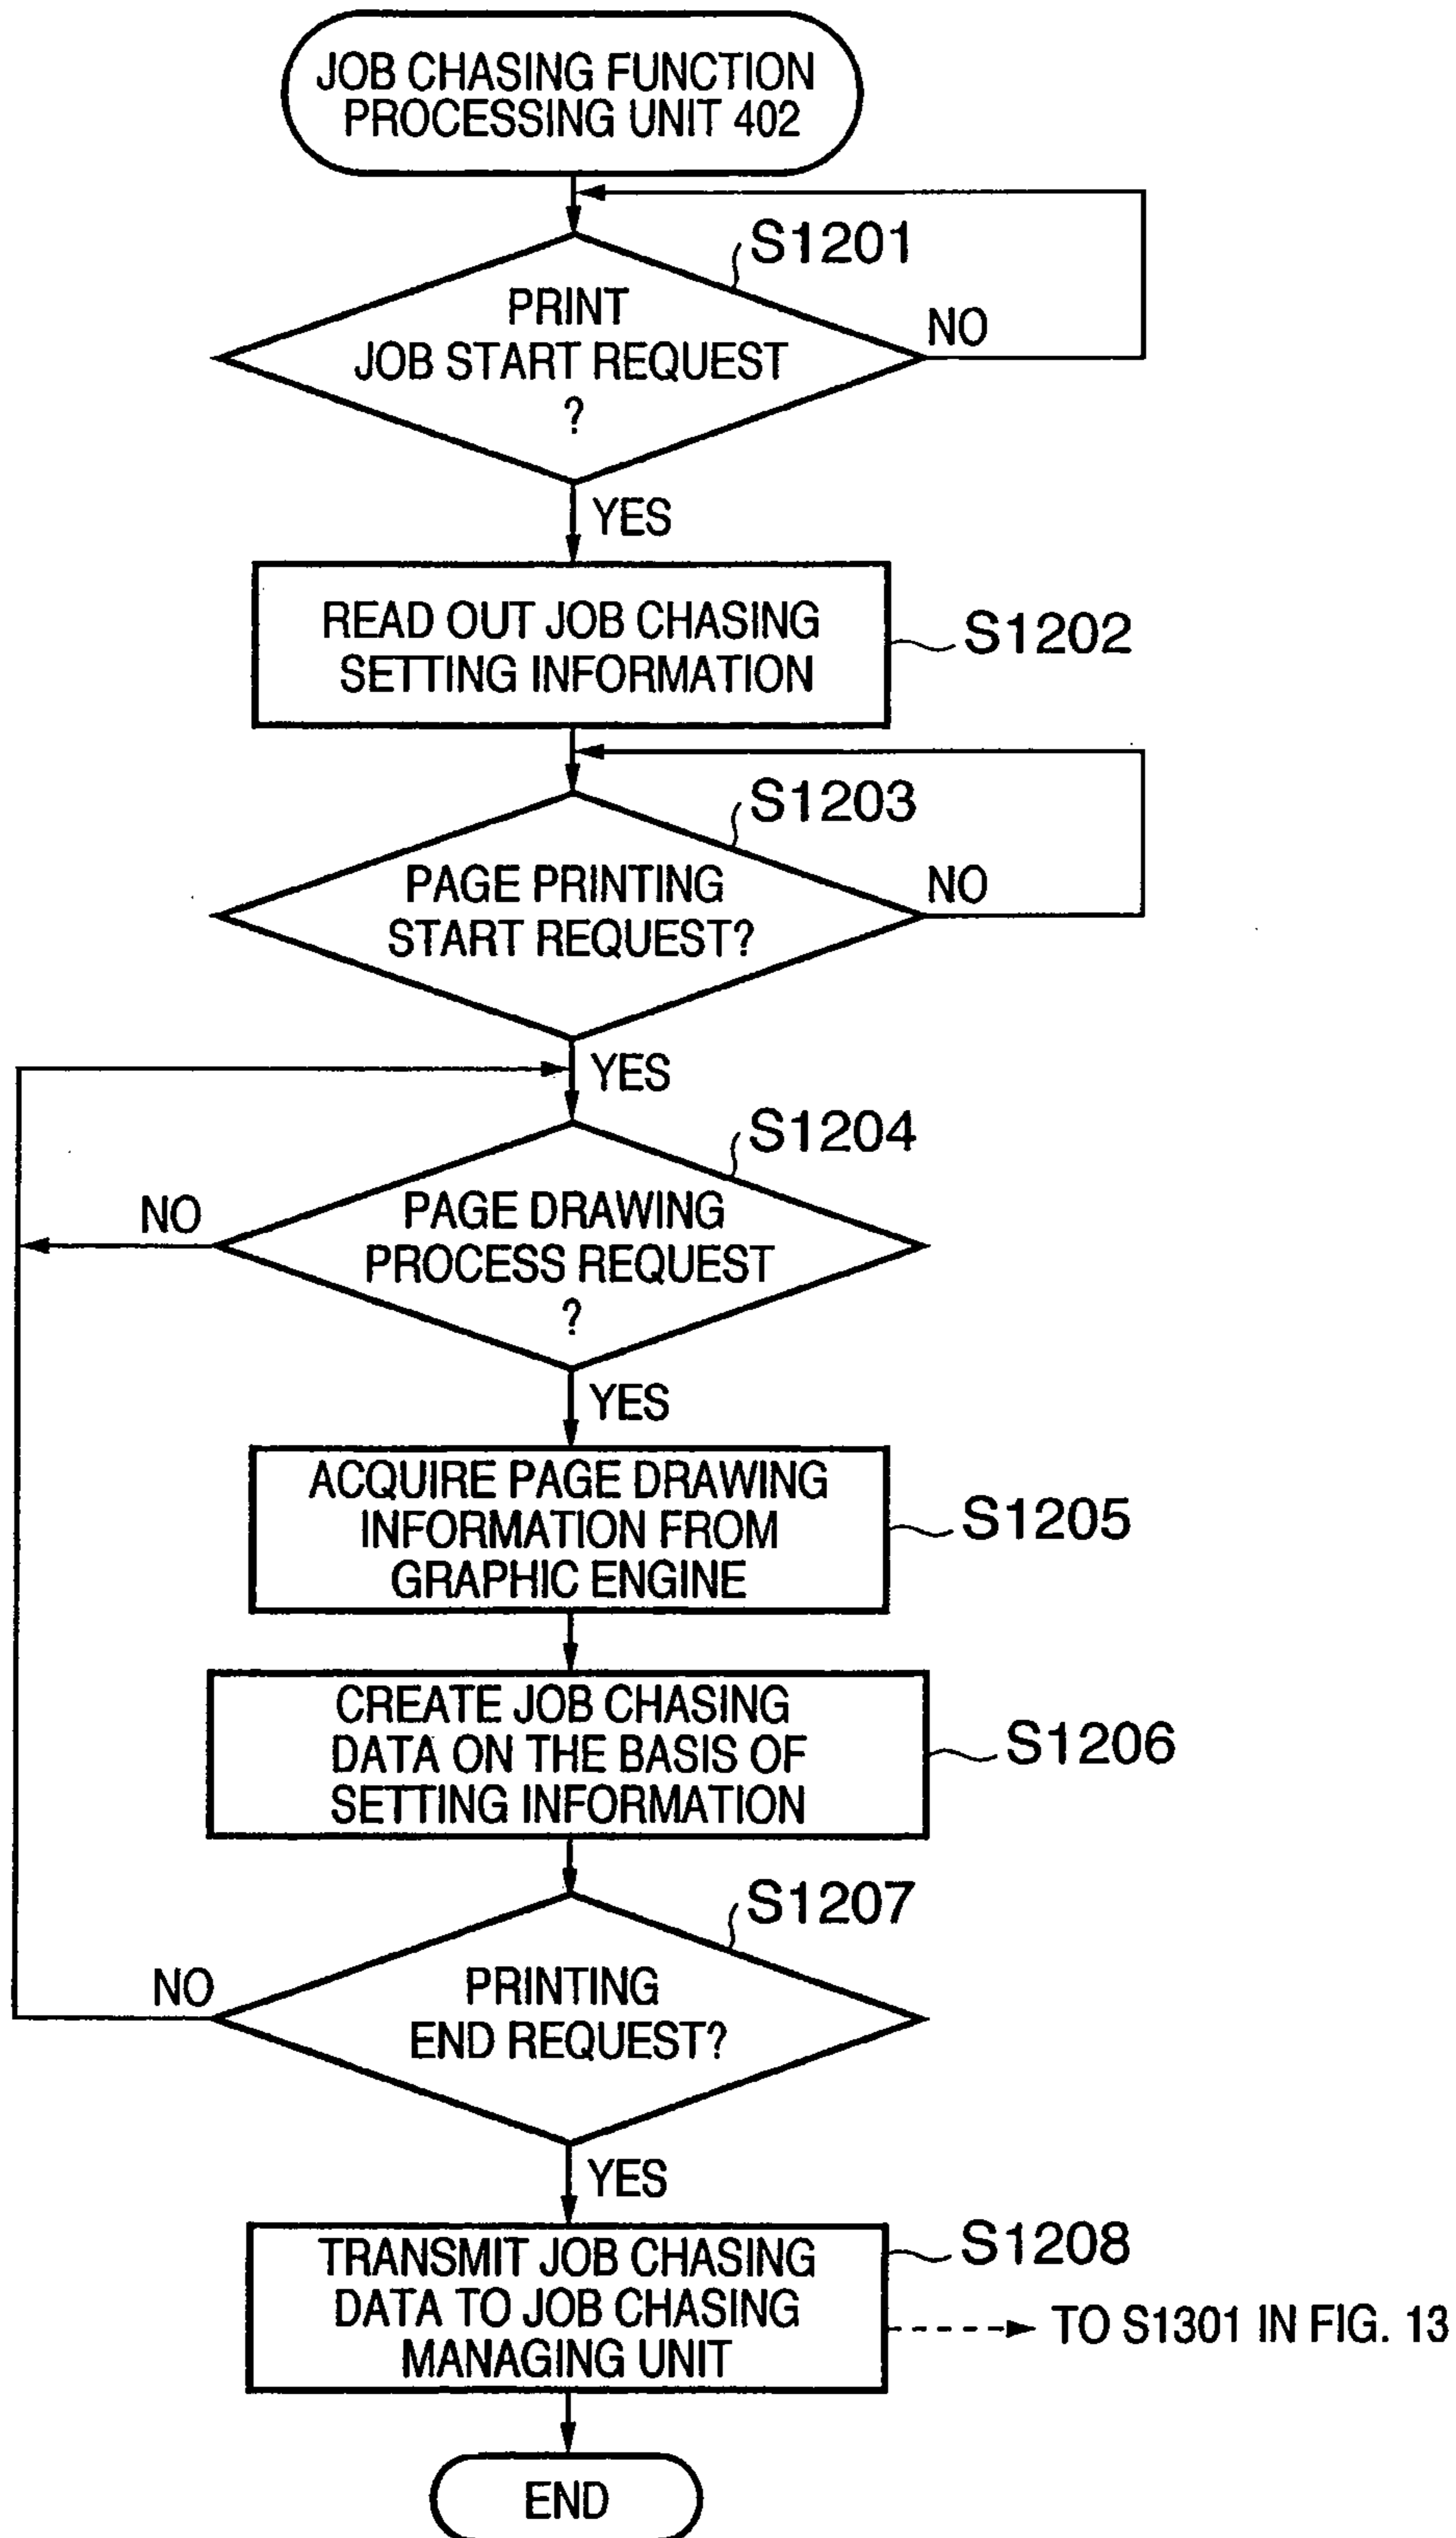 JOB CHASING FUNCTION
PROCESSING UNIT 402
S1201
PRINT
JOB START REQUEST
?
NO
YES
READ OUT JOB CHASING
SETTING INFORMATION
S1202
S1203
PAGE PRINTING
START REQUEST?
NO
YES
S1204
PAGE DRAWING
PROCESS REQUEST
?
NO
YES
ACQUIRE PAGE DRAWING
INFORMATION FROM
GRAPHIC ENGINE
S1205
CREATE JOB CHASING
DATA ON THE BASIS OF
SETTING INFORMATION
S1206
S1207
PRINTING
END REQUEST?
NO
YES
TRANSMIT JOB CHASING
DATA TO JOB CHASING
MANAGING UNIT
S1208
TO S1301 IN FIG. 13
END